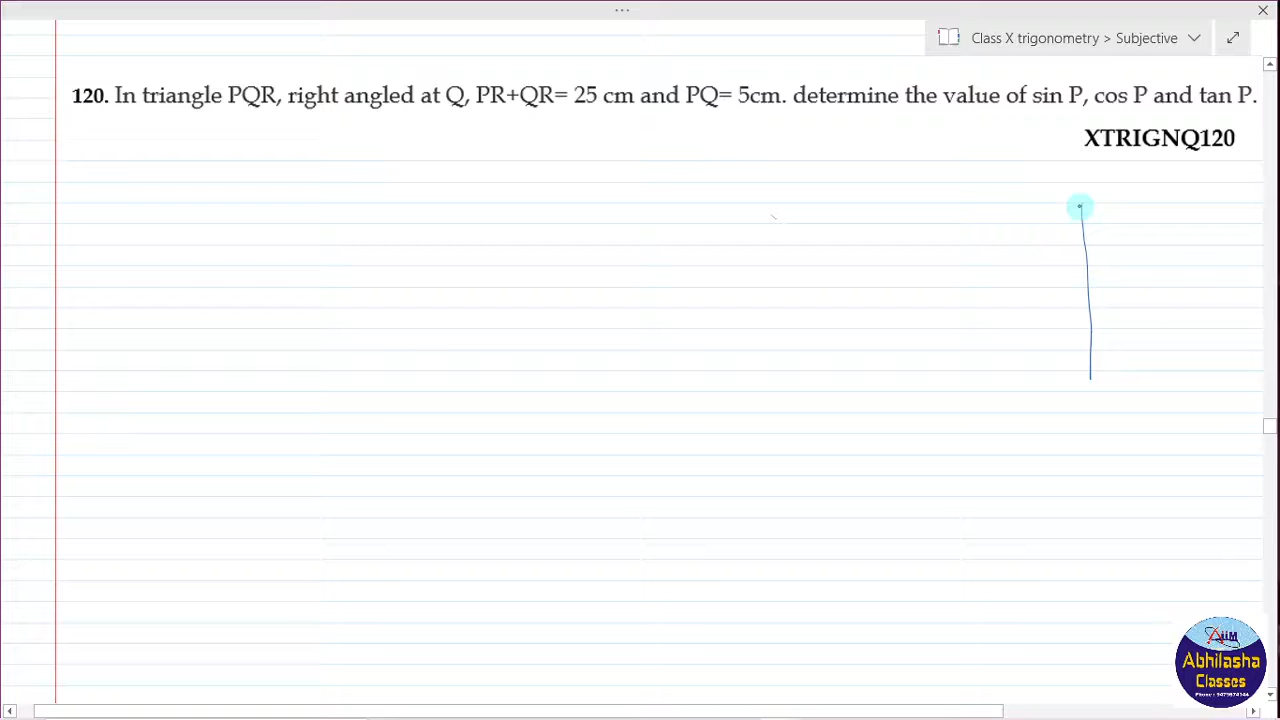 Class X trigonometry > Subjective
120. In triangle PQR, right angled at Q, PR+QR= 25 cm and PQ= 5cm. determine the value of sin P, cos P and tan P.
XTRIGNQ120
AIIM
Abhilasha
Classes